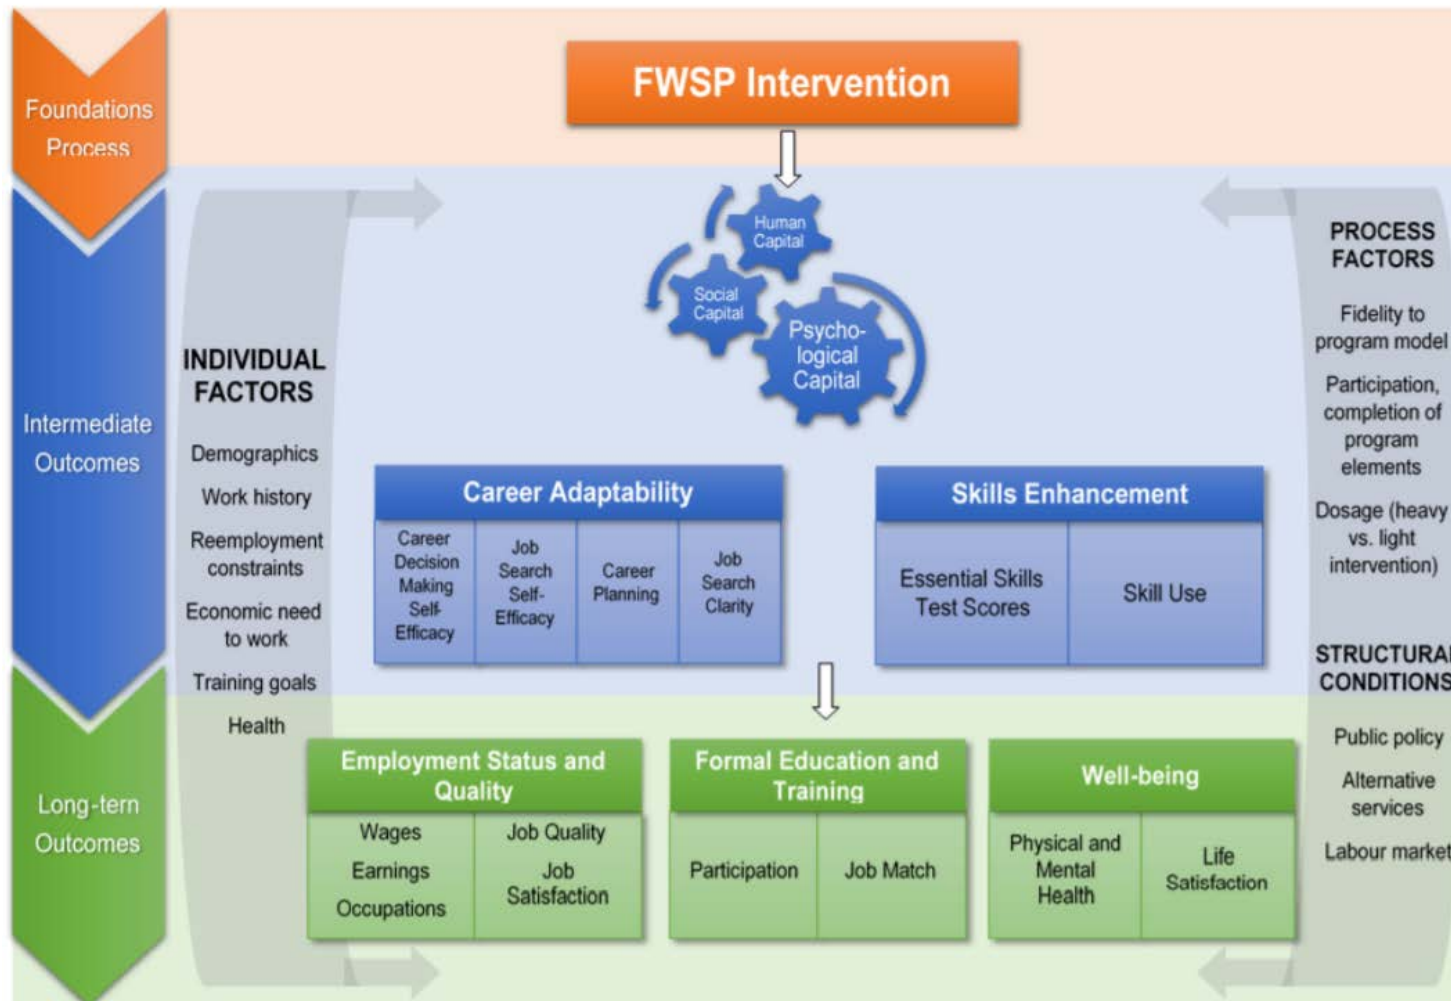 FWSP Intervention
Foundations
Process
Human
Capital
Social
Capital
Psycho-
logical
Capital
Intermediate
Outcomes
INDIVIDUAL
FACTORS
Demographics
Work history
Reemployment
constraints
Economic need
to work
Training goals
Health
PROCESS
FACTORS
Fidelity to
program model
Participation,
completion of
program
elements
Dosage (heavy
vs. light
intervention)
STRUCTURAL
CONDITIONS
Public policy
Alternative
services
Labour market
Career Adaptability
Career
Decision
Making
Self-
Efficacy
Job
Search
Self-
Efficacy
Career
Planning
Job
Search
Clarity
Skills Enhancement
Essential Skills
Test Scores
Skill Use
Long-tern
Outcomes
Employment Status and
Quality
Wages
Earnings
Occupations
Job Quality
Job
Satisfaction
Formal Education and
Training
Participation
Job Match
Well-being
Physical and
Mental
Health
Life
Satisfaction